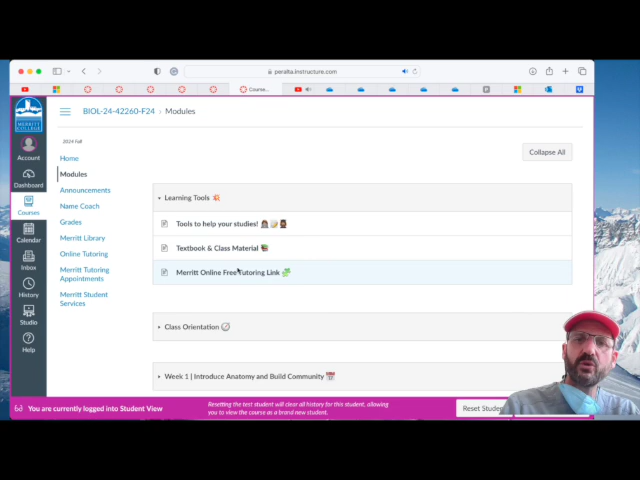 peralta.instructure.com
Course...
MERRITT
COLLEGE
BIOL-24-42260-F24 › Modules
Account
Dashboard
Courses
Calendar
Inbox
History
Studio
Help
2024 Fall
Home
Modules
Announcements
Name Coach
Grades
Merritt Library
Online Tutoring
Merritt Tutoring
Appointments
Merritt Student
Services
Collapse All
Learning Tools
Tools to help your studies!
Textbook & Class Material
Merritt Online Free Tutoring Link
Class Orientation
Week 1 | Introduce Anatomy and Build Community
You are currently logged into Student View
Resetting the test student will clear all history for this student, allowing
you to view the course as a brand new student.
Reset Studen